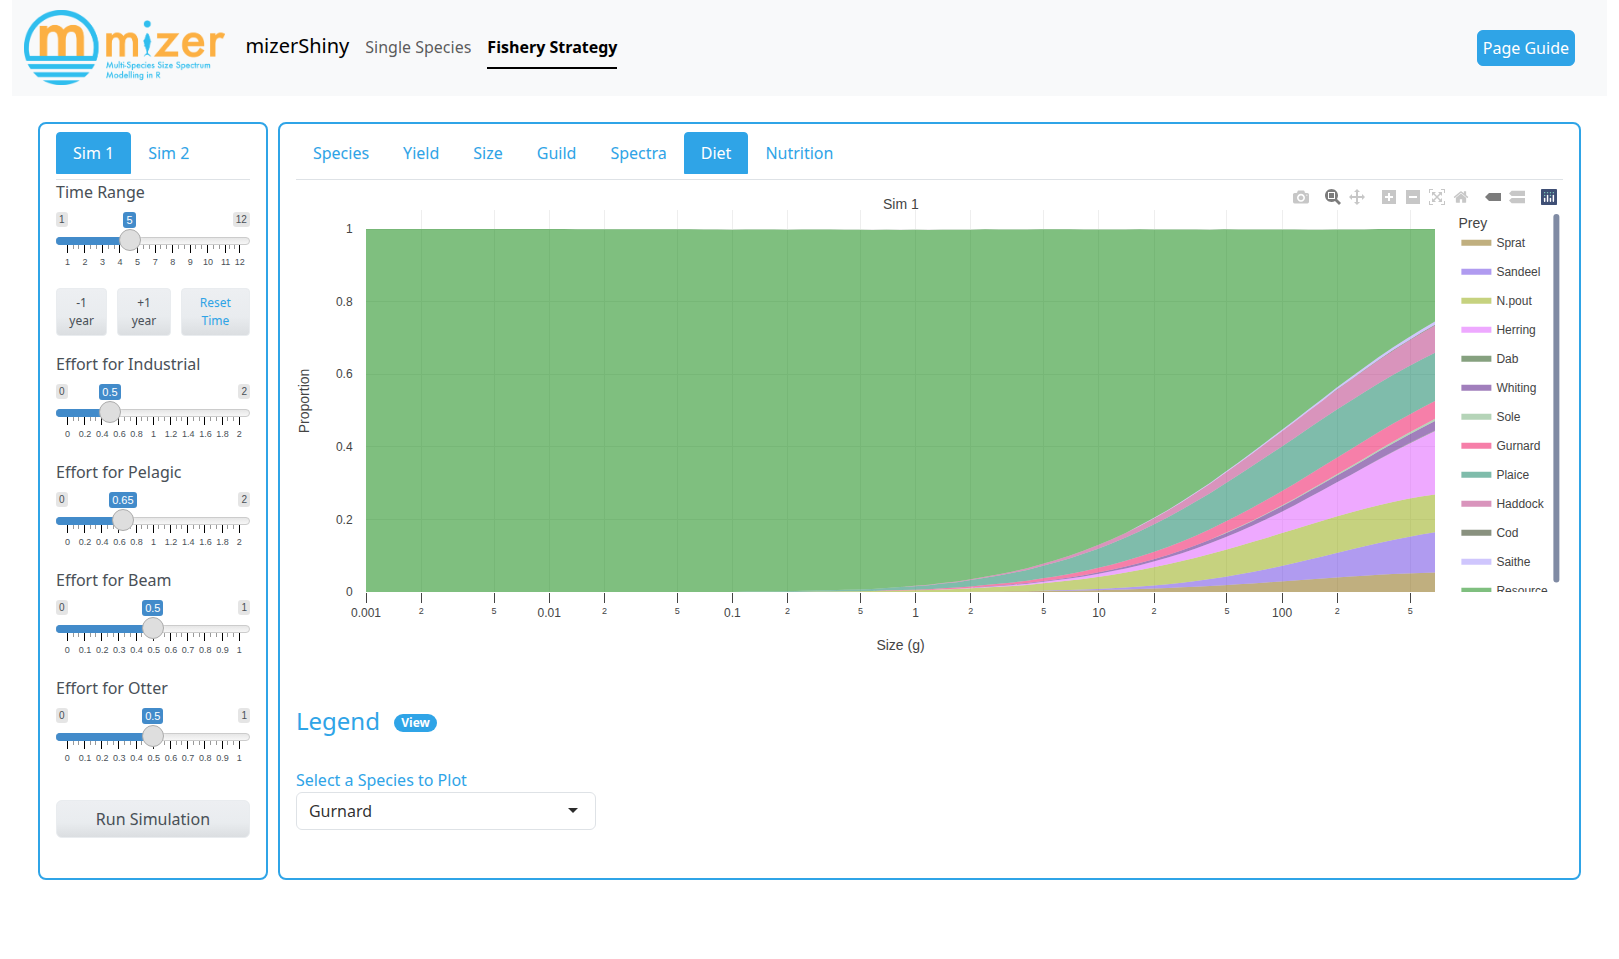 mizer
Multi-Species Size Spectrum
Modelling in R
mizerShiny
Single Species
Fishery Strategy
Page Guide
Sim 1
Sim 2
Time Range
1
5
12
1 2 3 4 5 7 8 9 10 11 12
-1
year
+1
year
Reset
Time
Effort for Industrial
0
0.5
2
0 0.2 0.4 0.6 0.8 1 1.2 1.4 1.6 1.8 2
Effort for Pelagic
0
0.65
2
0 0.2 0.4 0.6 0.8 1 1.2 1.4 1.6 1.8 2
Effort for Beam
0
0.5
1
0 0.1 0.2 0.3 0.4 0.5 0.6 0.7 0.8 0.9 1
Effort for Otter
0
0.5
1
0 0.1 0.2 0.3 0.4 0.5 0.6 0.7 0.8 0.9 1
Run Simulation
Species
Yield
Size
Guild
Spectra
Diet
Nutrition
Sim 1
Proportion
1
0.8
0.6
0.4
0.2
0
0.001 2 5 0.01 2 5 0.1 2 5 1 2 5 10 2 5 100 2 5
Size (g)
Prey
Sprat
Sandeel
N.pout
Herring
Dab
Whiting
Sole
Gurnard
Plaice
Haddock
Cod
Saithe
Resource
Legend
View
Select a Species to Plot
Gurnard